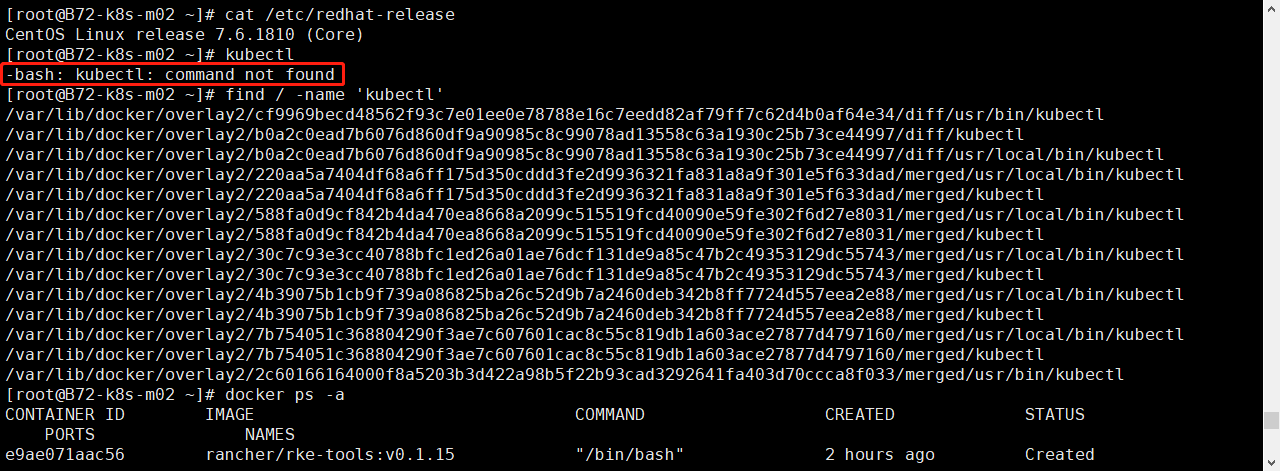 [root@B72-k8s-m02 ~]# cat /etc/redhat-release
CentOS Linux release 7.6.1810 (Core)
[root@B72-k8s-m02 ~]# kubectl
-bash: kubectl: command not found
[root@B72-k8s-m02 ~]# find / -name 'kubectl'
/var/lib/docker/overlay2/cf9969becd48562f93c7e01ee0e78788e16c7eedd82af79ff7c62d4b0af64e34/diff/usr/bin/kubectl
/var/lib/docker/overlay2/b0a2c0ead7b6076d860df9a90985c8c99078ad13558c63a1930c25b73ce44997/diff/kubectl
/var/lib/docker/overlay2/b0a2c0ead7b6076d860df9a90985c8c99078ad13558c63a1930c25b73ce44997/diff/usr/local/bin/kubectl
/var/lib/docker/overlay2/220aa5a7404df68a6ff175d350cddd3fe2d9936321fa831a8a9f301e5f633dad/merged/usr/local/bin/kubectl
/var/lib/docker/overlay2/220aa5a7404df68a6ff175d350cddd3fe2d9936321fa831a8a9f301e5f633dad/merged/kubectl
/var/lib/docker/overlay2/588fa0d9cf842b4da470ea8668a2099c515519fcd40090e59fe302f6d27e8031/merged/usr/local/bin/kubectl
/var/lib/docker/overlay2/588fa0d9cf842b4da470ea8668a2099c515519fcd40090e59fe302f6d27e8031/merged/kubectl
/var/lib/docker/overlay2/30c7c93e3cc40788bfc1ed26a01ae76dcf131de9a85c47b2c49353129dc55743/merged/usr/local/bin/kubectl
/var/lib/docker/overlay2/30c7c93e3cc40788bfc1ed26a01ae76dcf131de9a85c47b2c49353129dc55743/merged/kubectl
/var/lib/docker/overlay2/4b39075b1cb9f739a086825ba26c52d9b7a2460deb342b8ff7724d557eea2e88/merged/usr/local/bin/kubectl
/var/lib/docker/overlay2/4b39075b1cb9f739a086825ba26c52d9b7a2460deb342b8ff7724d557eea2e88/merged/kubectl
/var/lib/docker/overlay2/7b754051c368804290f3ae7c607601cac8c55c819db1a603ace27877d4797160/merged/usr/local/bin/kubectl
/var/lib/docker/overlay2/7b754051c368804290f3ae7c607601cac8c55c819db1a603ace27877d4797160/merged/kubectl
/var/lib/docker/overlay2/2c60166164000f8a5203b3d422a98b5f22b93cad3292641fa403d70ccca8f033/merged/usr/bin/kubectl
[root@B72-k8s-m02 ~]# docker ps -a
CONTAINER ID        IMAGE                                COMMAND                  CREATED             STATUS
    PORTS               NAMES
e9ae071aac56        rancher/rke-tools:v0.1.15            "/bin/bash"              2 hours ago         Created